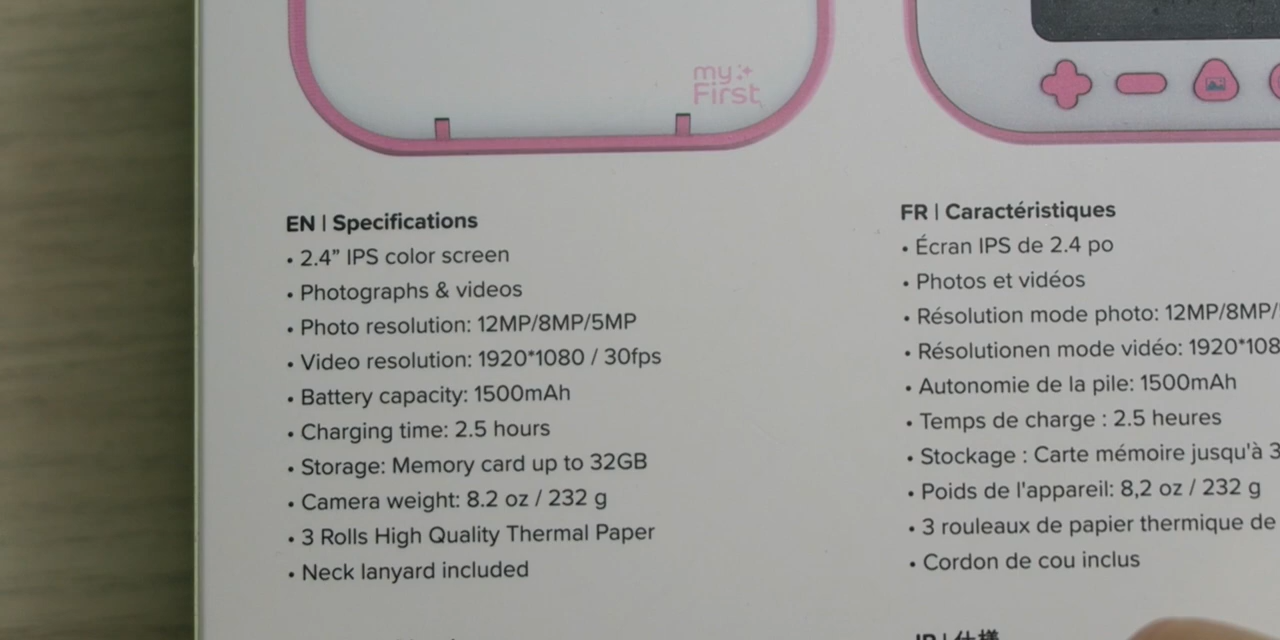 my
First
EN | Specifications
• 2.4” IPS color screen
• Photographs & videos
• Photo resolution: 12MP/8MP/5MP
• Video resolution: 1920*1080 / 30fps
• Battery capacity: 1500mAh
• Charging time: 2.5 hours
• Storage: Memory card up to 32GB
• Camera weight: 8.2 oz / 232 g
• 3 Rolls High Quality Thermal Paper
• Neck lanyard included
FR | Caractéristiques
• Écran IPS de 2.4 po
• Photos et vidéos
• Résolution mode photo: 12MP/8MP/
• Résolutionen mode vidéo: 1920*108
• Autonomie de la pile: 1500mAh
• Temps de charge : 2.5 heures
• Stockage : Carte mémoire jusqu'à 3
• Poids de l'appareil: 8,2 oz / 232 g
• 3 rouleaux de papier thermique de
• Cordon de cou inclus
JP | 仕様